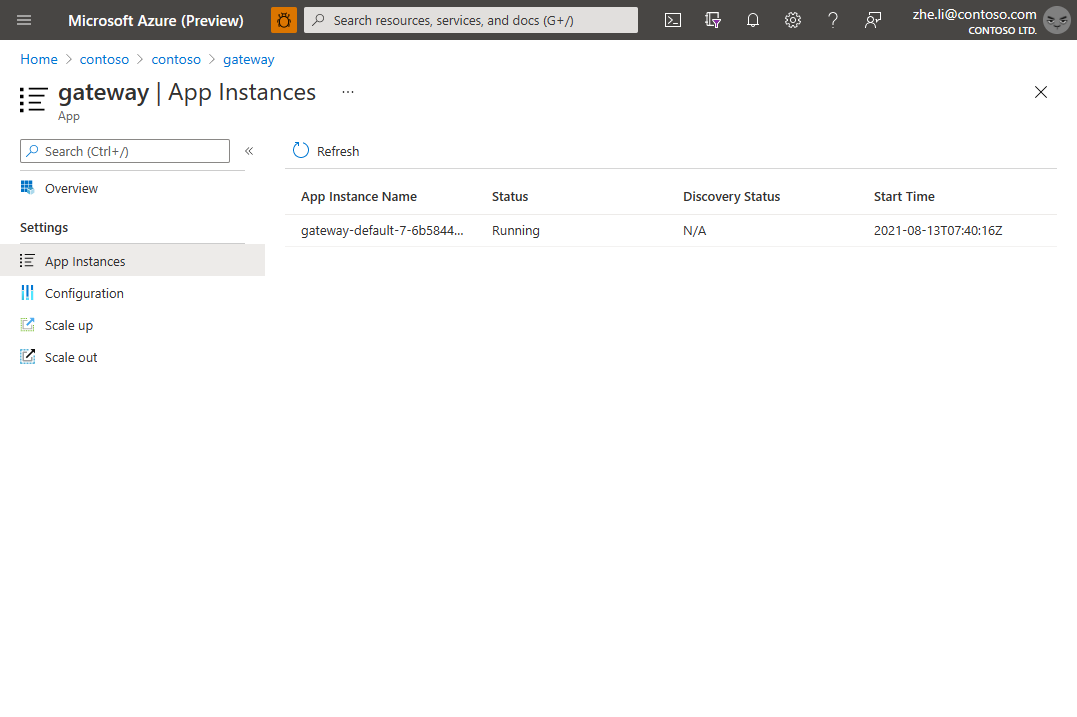 Microsoft Azure (Preview)
Search resources, services, and docs (G+/)
zhe.li@contoso.com
CONTOSO LTD.
Home > contoso > contoso > gateway
gateway | App Instances ...
App
Search (Ctrl+/)
«
Refresh
Overview
Settings
App Instances
Configuration
Scale up
Scale out
App Instance Name Status Discovery Status Start Time
gateway-default-7-6b5844... Running N/A 2021-08-13T07:40:16Z